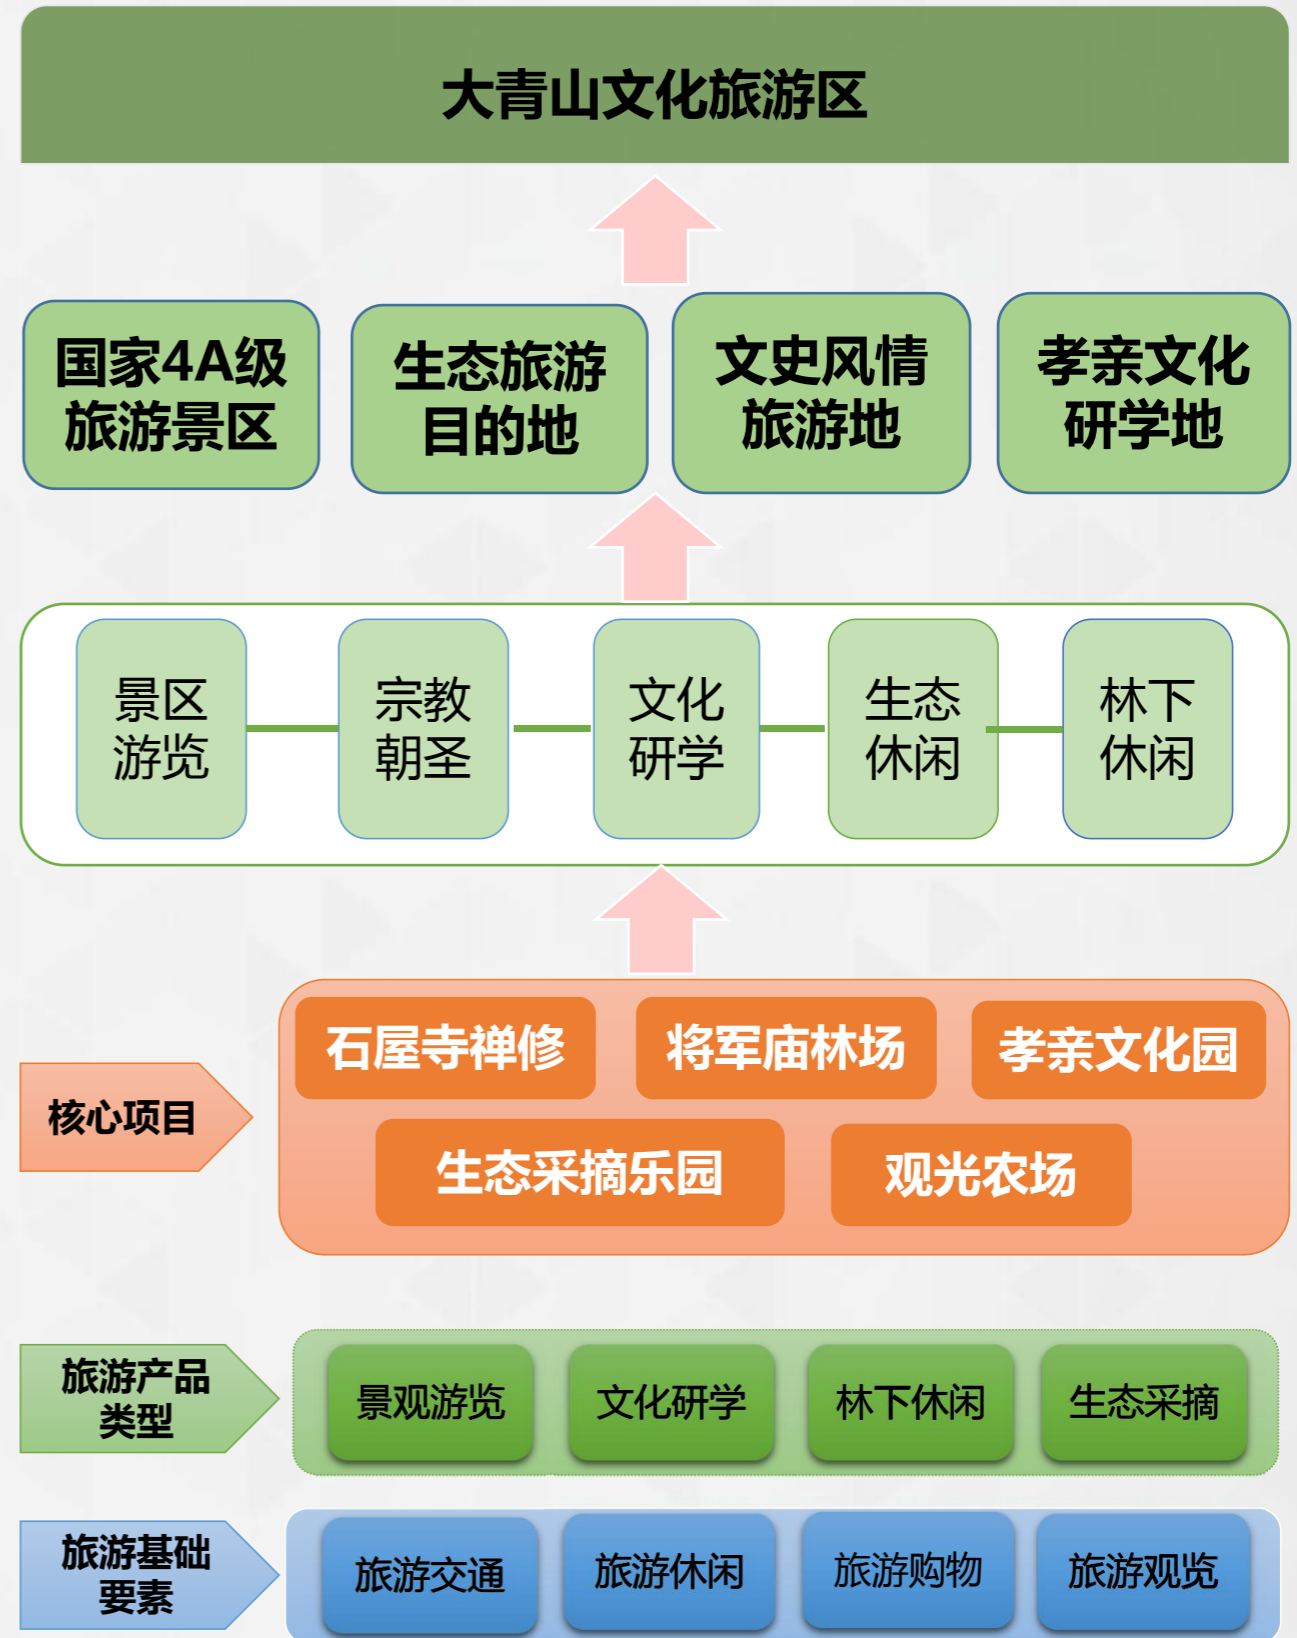 大青山文化旅游区
国家4A级
旅游景区
生态旅游
目的地
文史风情
旅游地
孝亲文化
研学地
景区
游览
宗教
朝圣
文化
研学
生态
休闲
林下
休闲
核心项目
石屋寺禅修
将军庙林场
孝亲文化园
生态采摘乐园
观光农场
旅游产品
类型
景观游览
文化研学
林下休闲
生态采摘
旅游基础
要素
旅游交通
旅游休闲
旅游购物
旅游观览